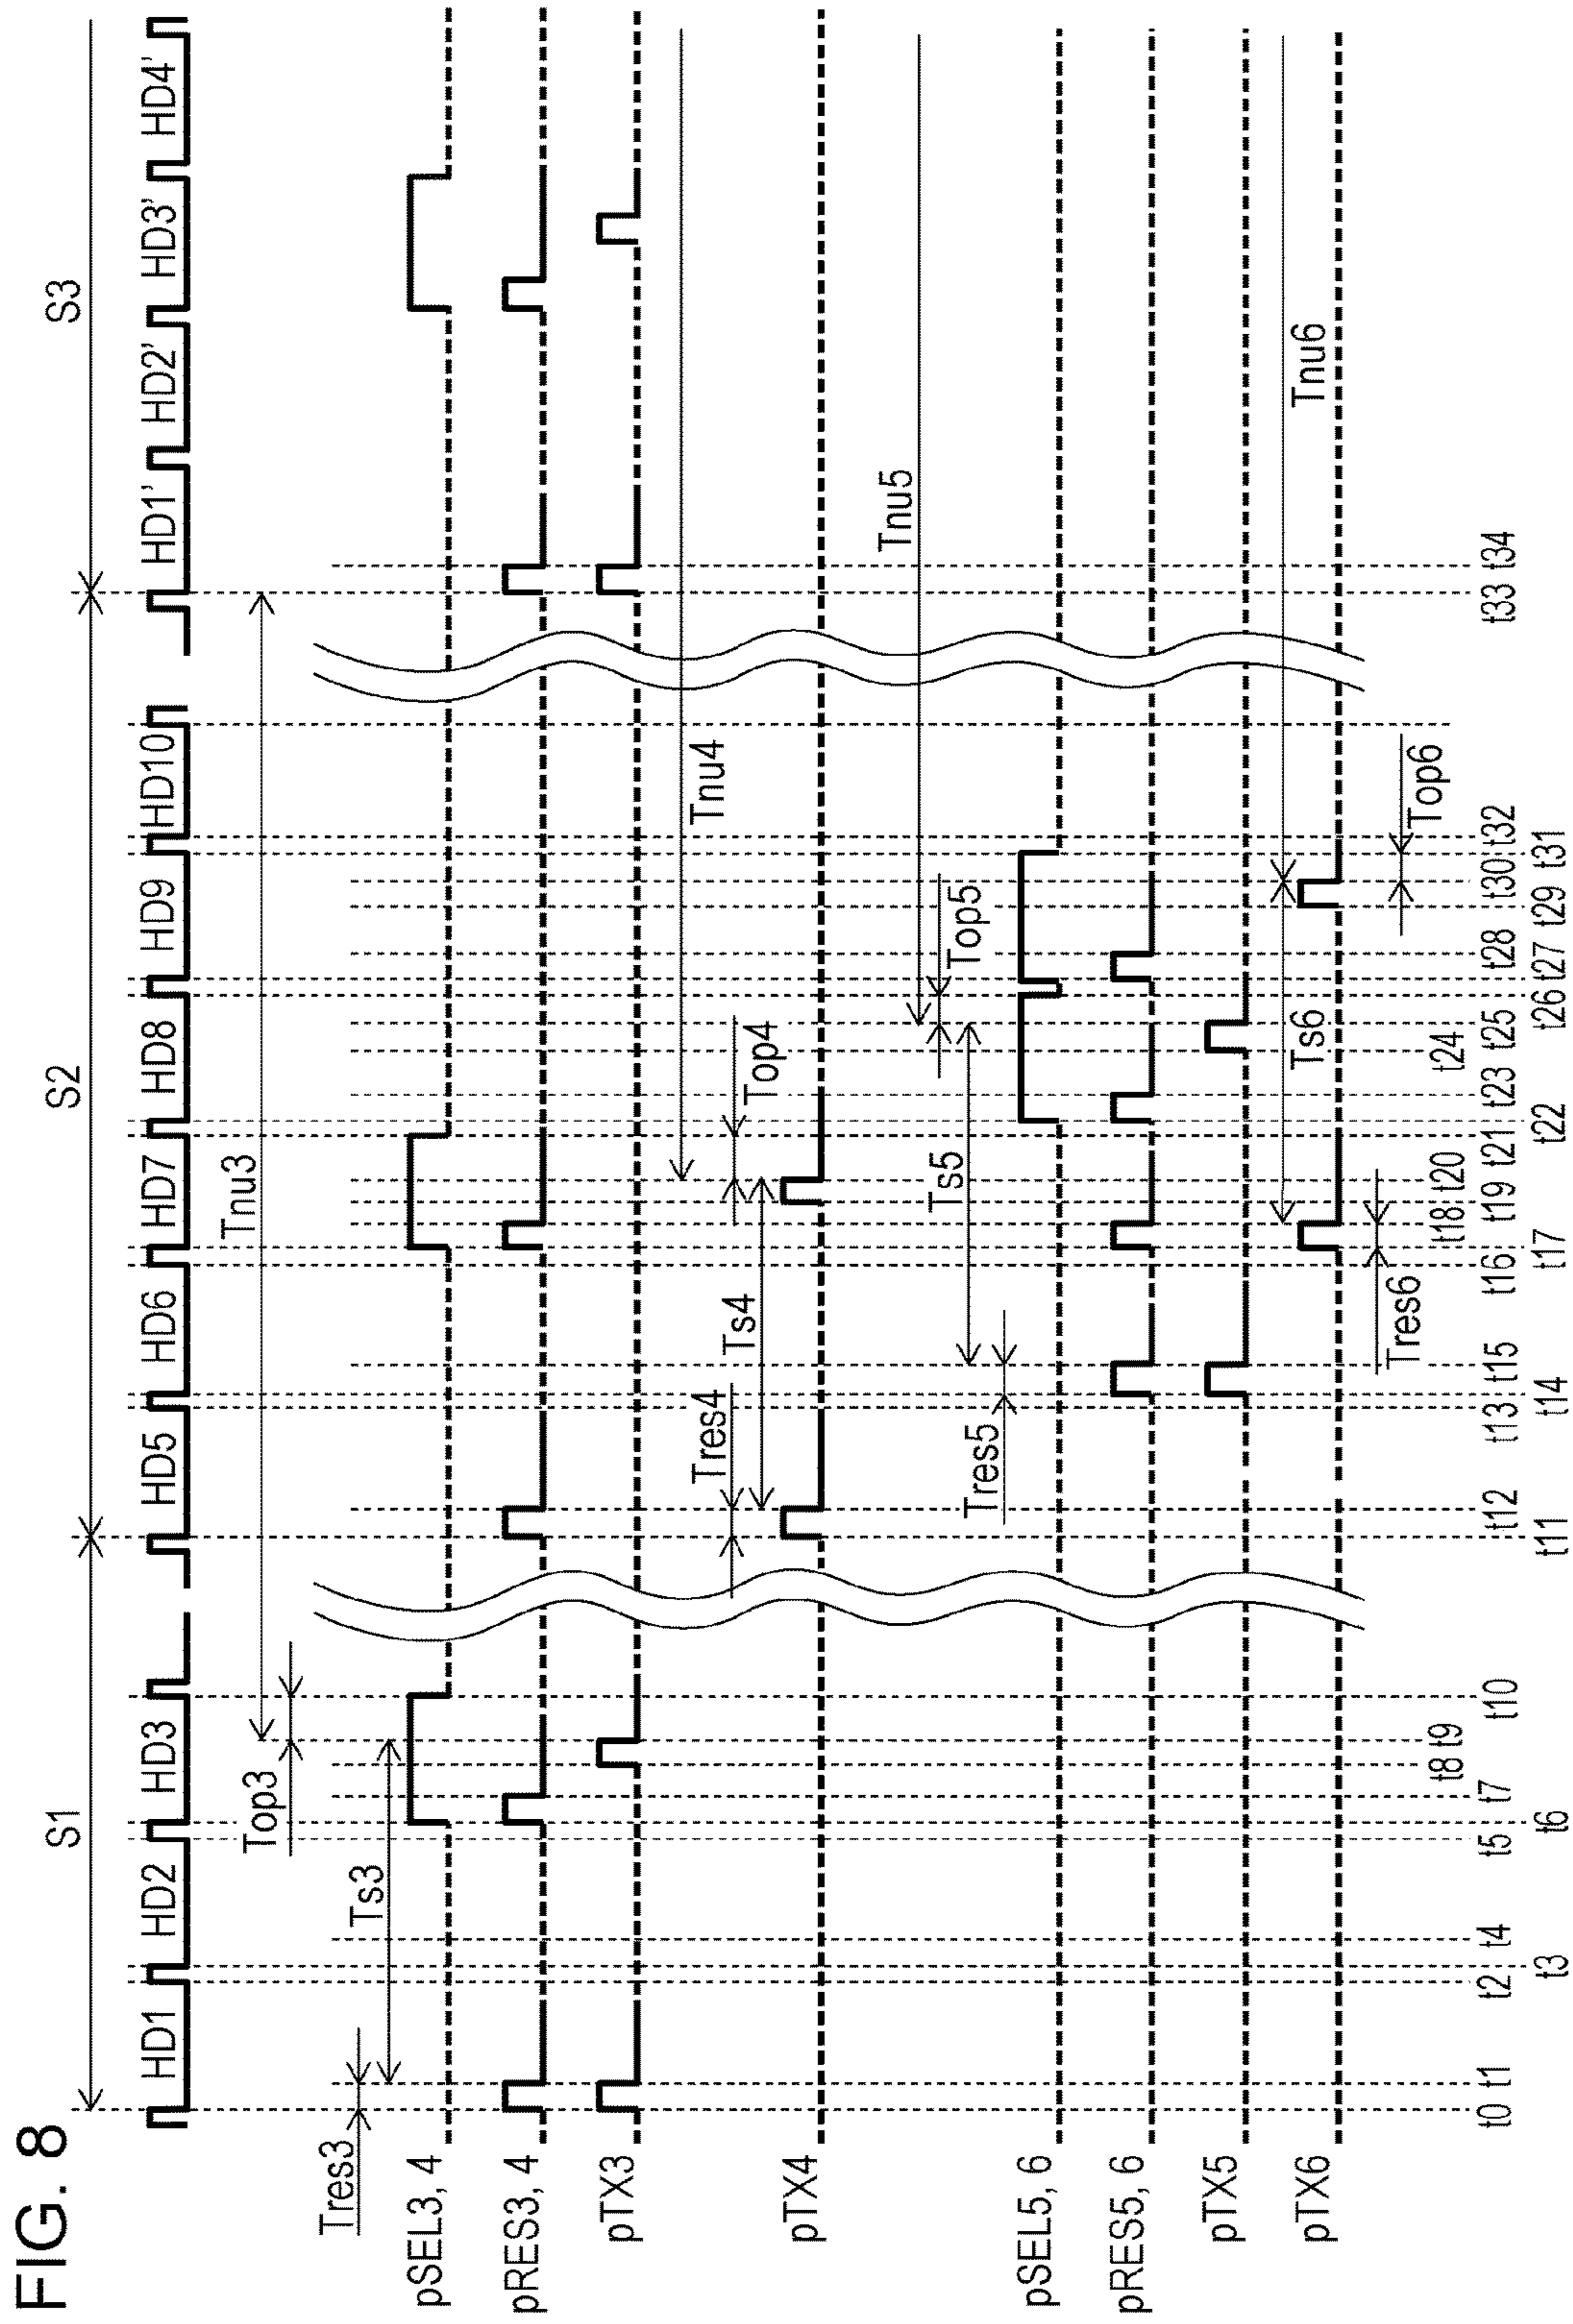 FIG. 8
S1 S2 S3
HD1 HD2 HD3 HD5 HD6 HD7 HD8 HD9 HD10 HD1' HD2' HD3' HD4'
Tnu3
Top3
Tres3
Ts3
pSEL3, 4
pRES3, 4
pTX3
Tnu4
Tres4 Top4
Ts4
pTX4
Tnu5
Top5
Ts5
Tres5
pSEL5, 6
pRES5, 6
pTX5
Ts6 Tnu6
pTX6
Tres6 Top6
t18 t20 t24
t8 t9
t0 t1 t2 t4 t5 t7 t10 t12 t13 t15 t16 t19 t21 t23 t25 t28 t30 t32 t33 t34
t3 t6 t11 t14 t17 t22 t26 t27 t29 t31